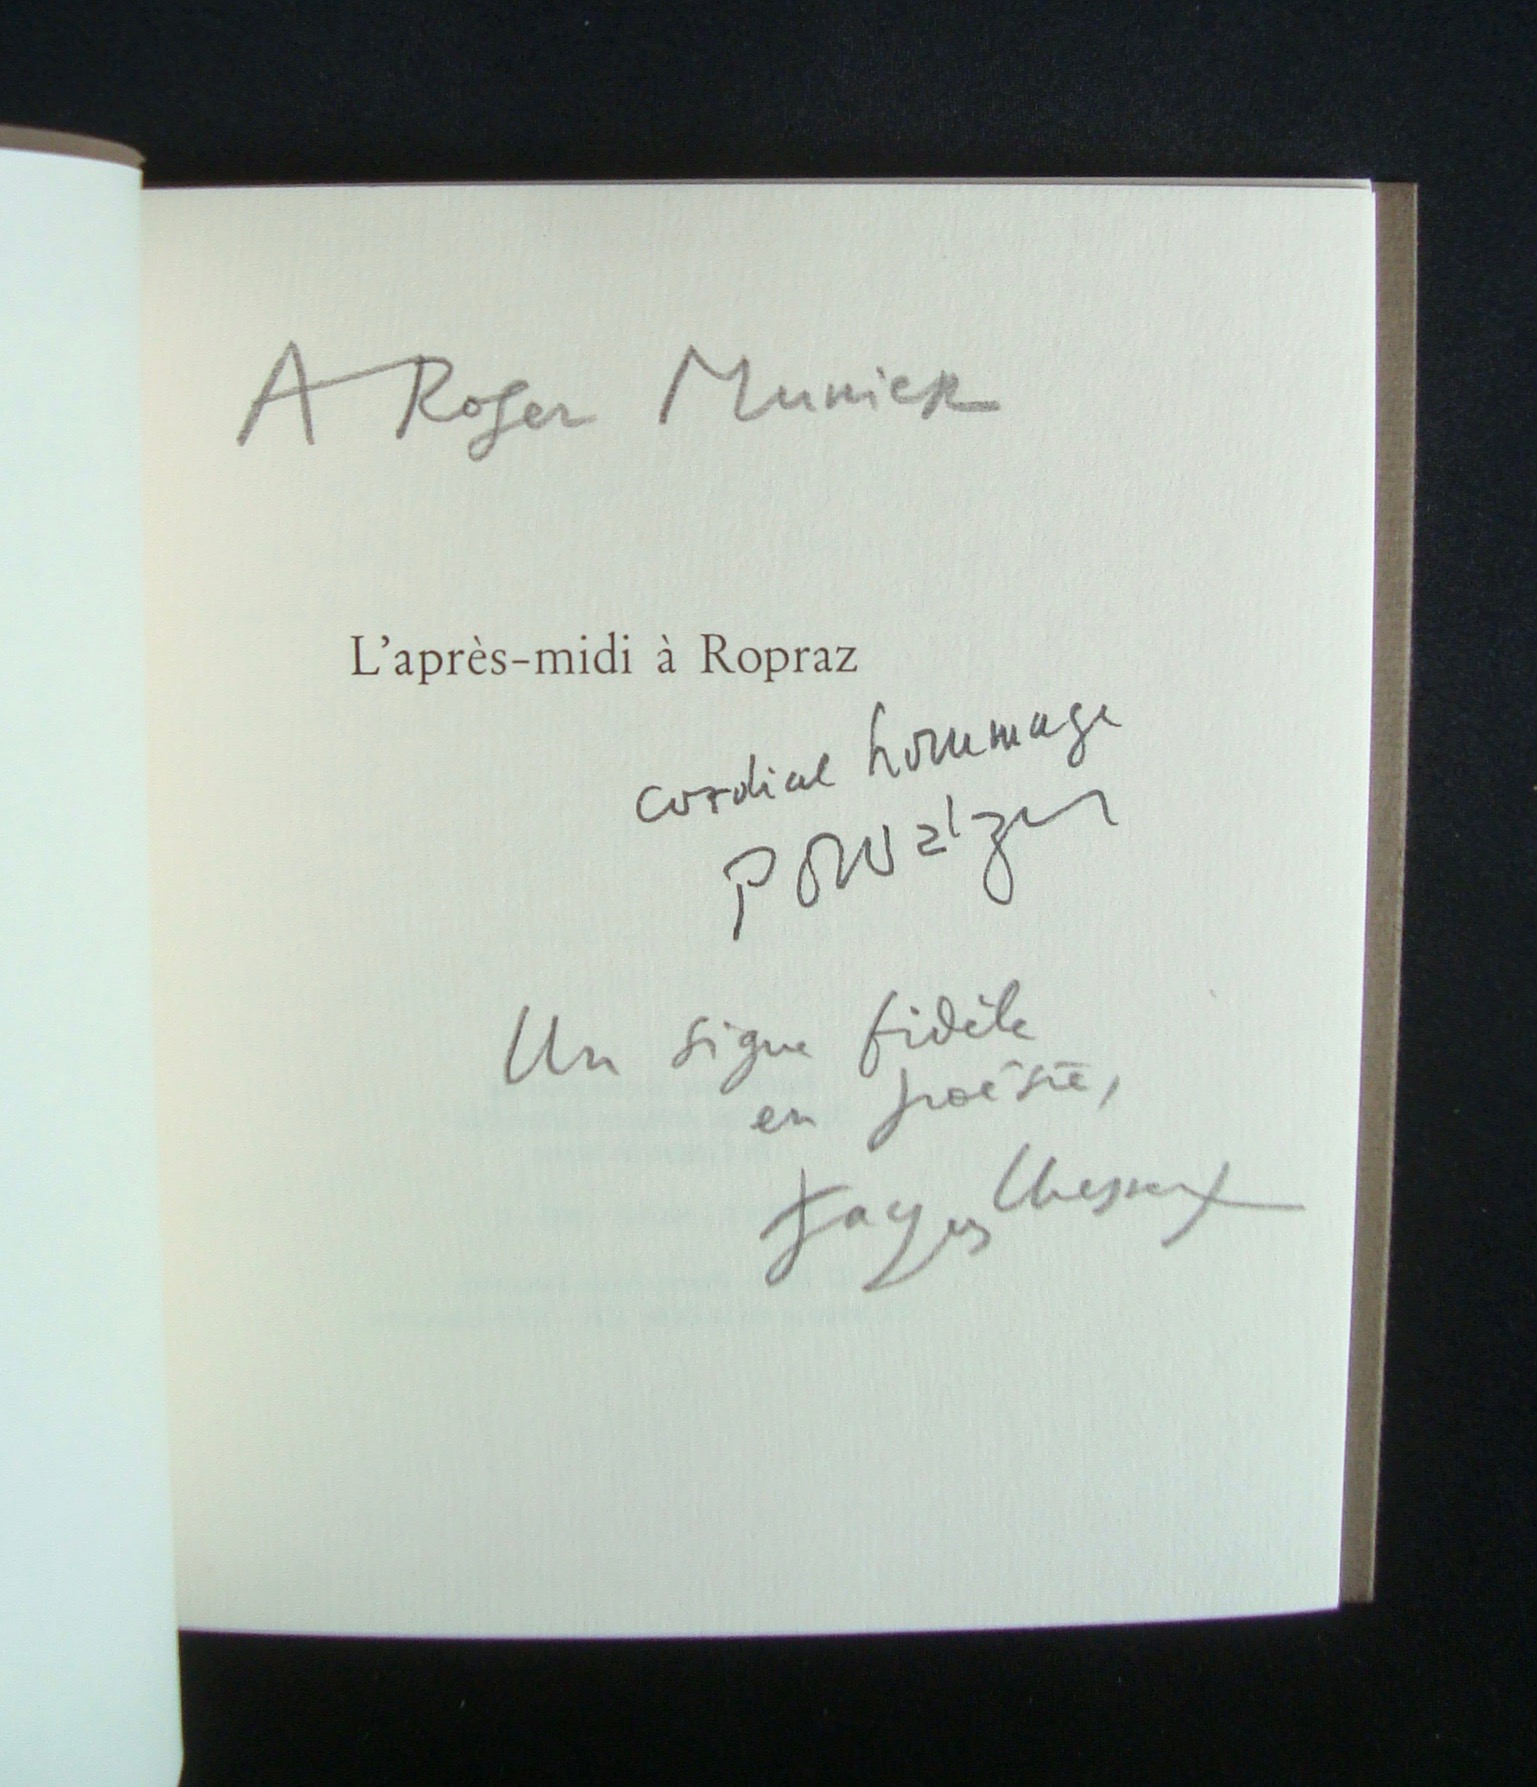 A Roger Munier
L'après-midi à Ropraz
cordial hommage
Un signe fidèle
en poésie,
Jacques Chessex